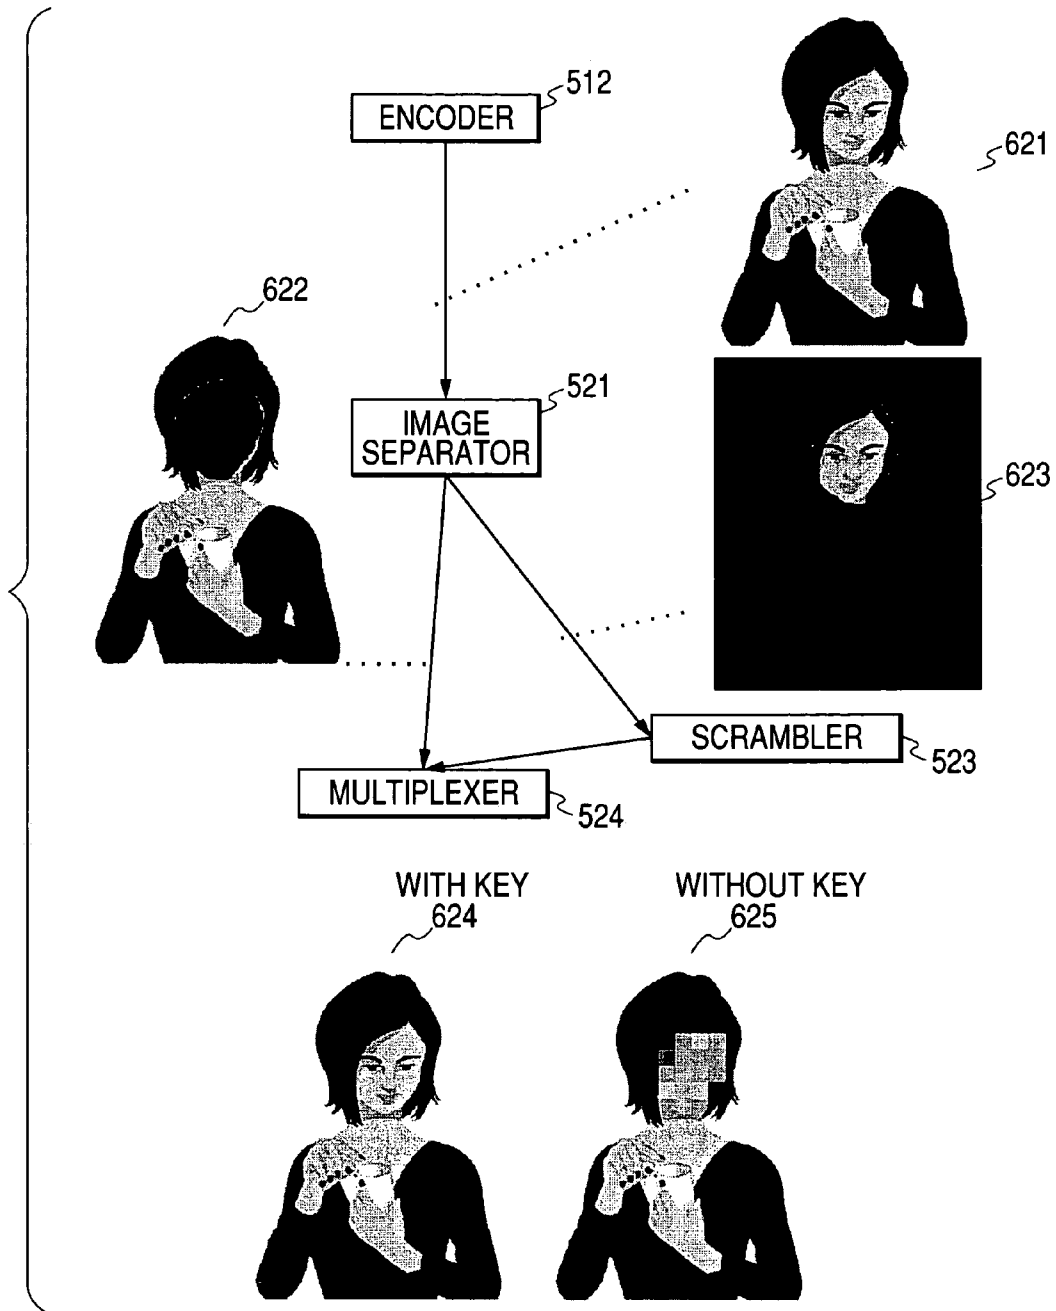 ENCODER
512
621
622
IMAGE
SEPARATOR
521
623
SCRAMBLER
523
MULTIPLEXER
524
WITH KEY
624
WITHOUT KEY
625